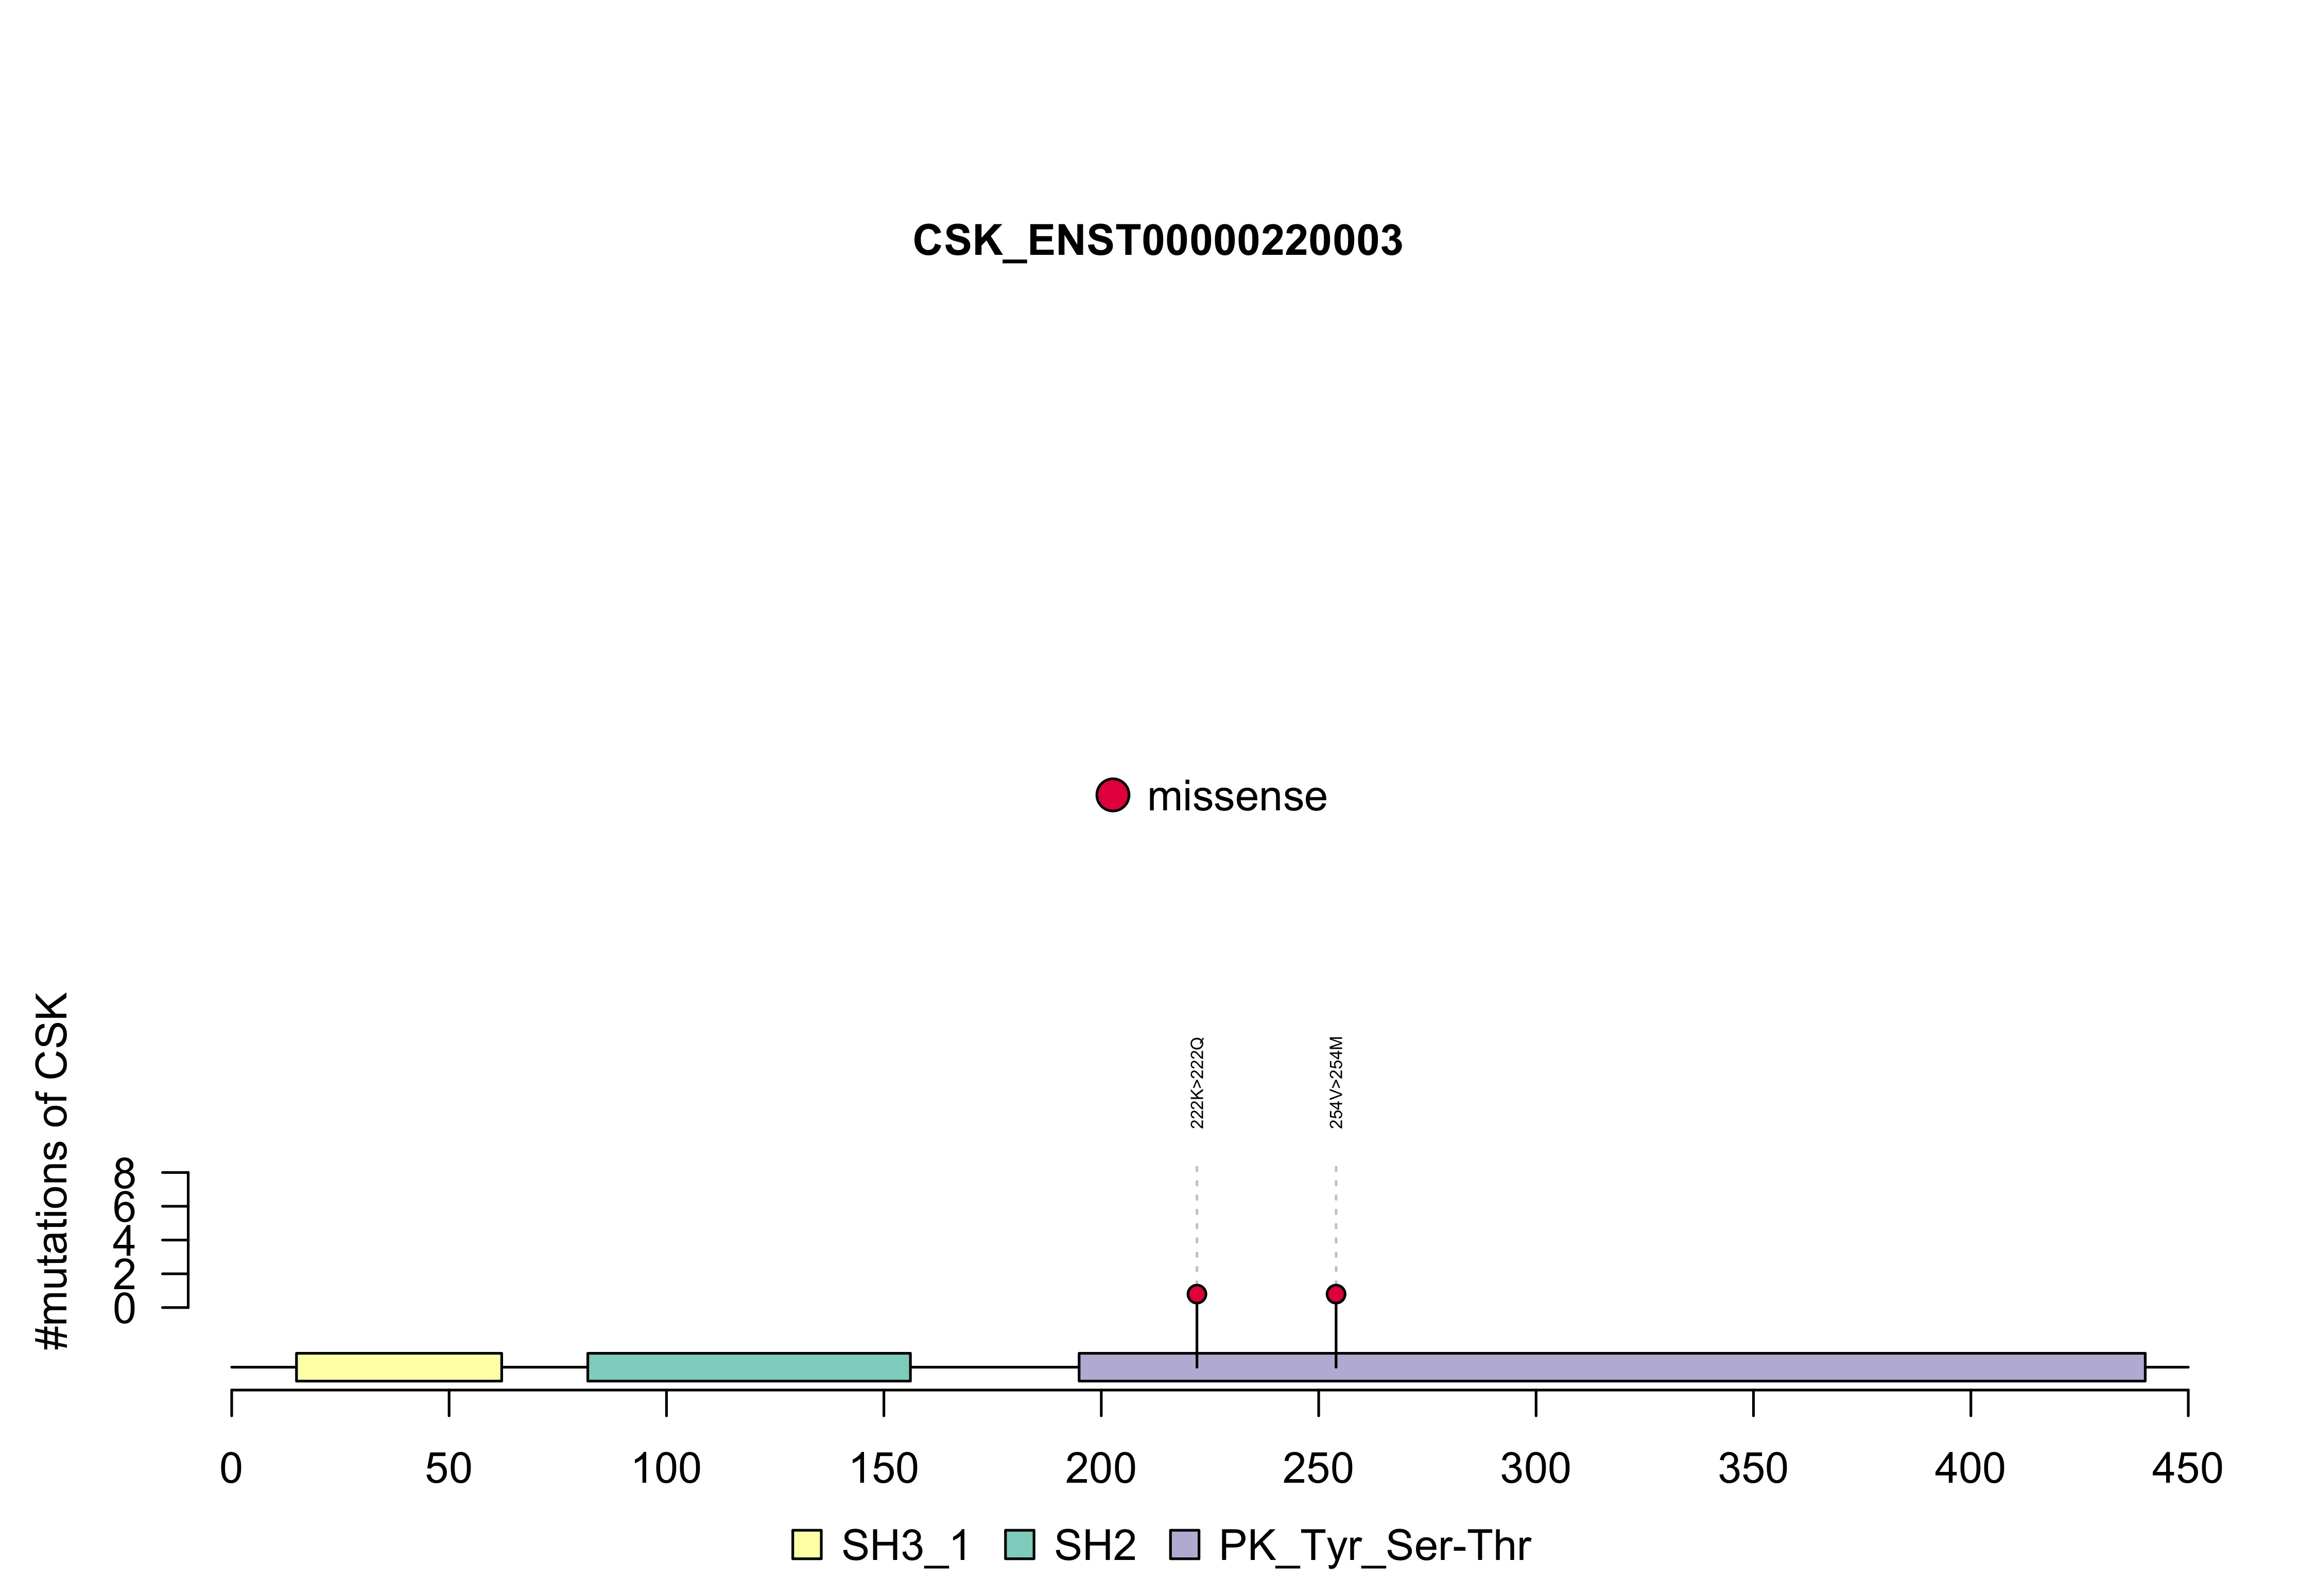 CSK_ENST00000220003
missense
#mutations of CSK
222K>222Q
254V>254M
8
6
4
2
0
0 50 100 150 200 250 300 350 400 450
SH3_1 SH2 PK_Tyr_Ser-Thr